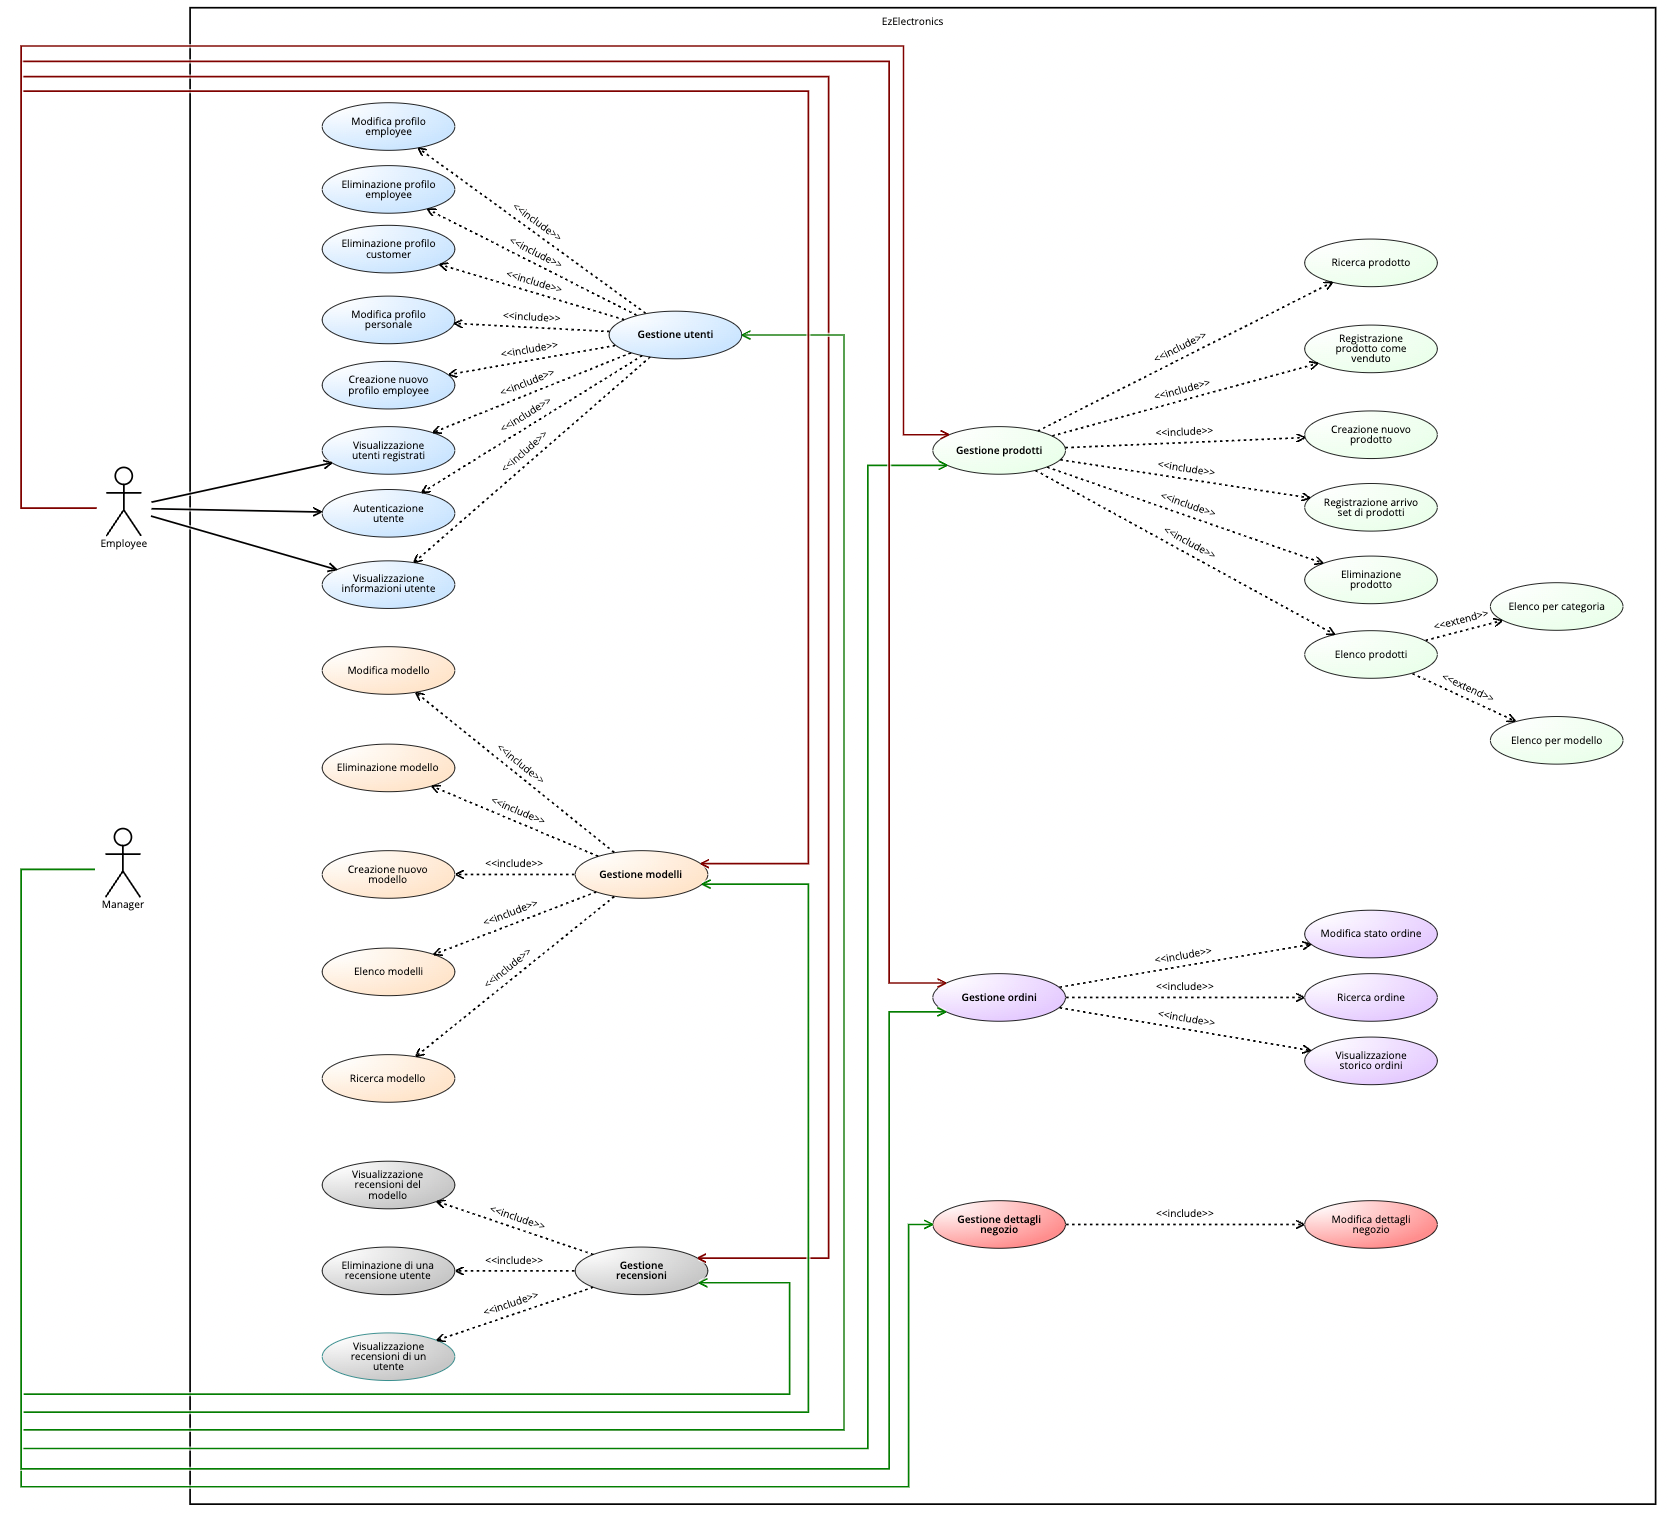 EzElectronics
Modifica profilo
employee
Eliminazione profilo
employee
<<include>>
<<include>>
Eliminazione profilo
customer
<<include>>
Modifica profilo
personale
<<include>>
Gestione utenti
<<include>>
Creazione nuovo
profilo employee
<<include>>
<<include>>
Visualizzazione
utenti registrati
<<include>>
Autenticazione
utente
Employee
Visualizzazione
informazioni utente
Ricerca prodotto
<<include>>
Registrazione
prodotto come
venduto
<<include>>
Creazione nuovo
prodotto
<<include>>
Gestione prodotti
<<include>>
Registrazione arrivo
set di prodotti
<<include>>
<<include>>
Eliminazione
prodotto
Elenco per categoria
<<extend>>
Elenco prodotti
<<extend>>
Elenco per modello
Modifica modello
<<include>>
Eliminazione modello
<<include>>
Creazione nuovo
modello
<<include>>
Gestione modelli
Manager
<<include>>
Elenco modelli
<<include>>
Ricerca modello
Modifica stato ordine
<<include>>
Gestione ordini
<<include>>
Ricerca ordine
<<include>>
Visualizzazione
storico ordini
Visualizzazione
recensioni del
modello
<<include>>
Eliminazione di una
recensione utente
<<include>>
Gestione
recensioni
<<include>>
Visualizzazione
recensioni di un
utente
Gestione dettagli
negozio
<<include>>
Modifica dettagli
negozio